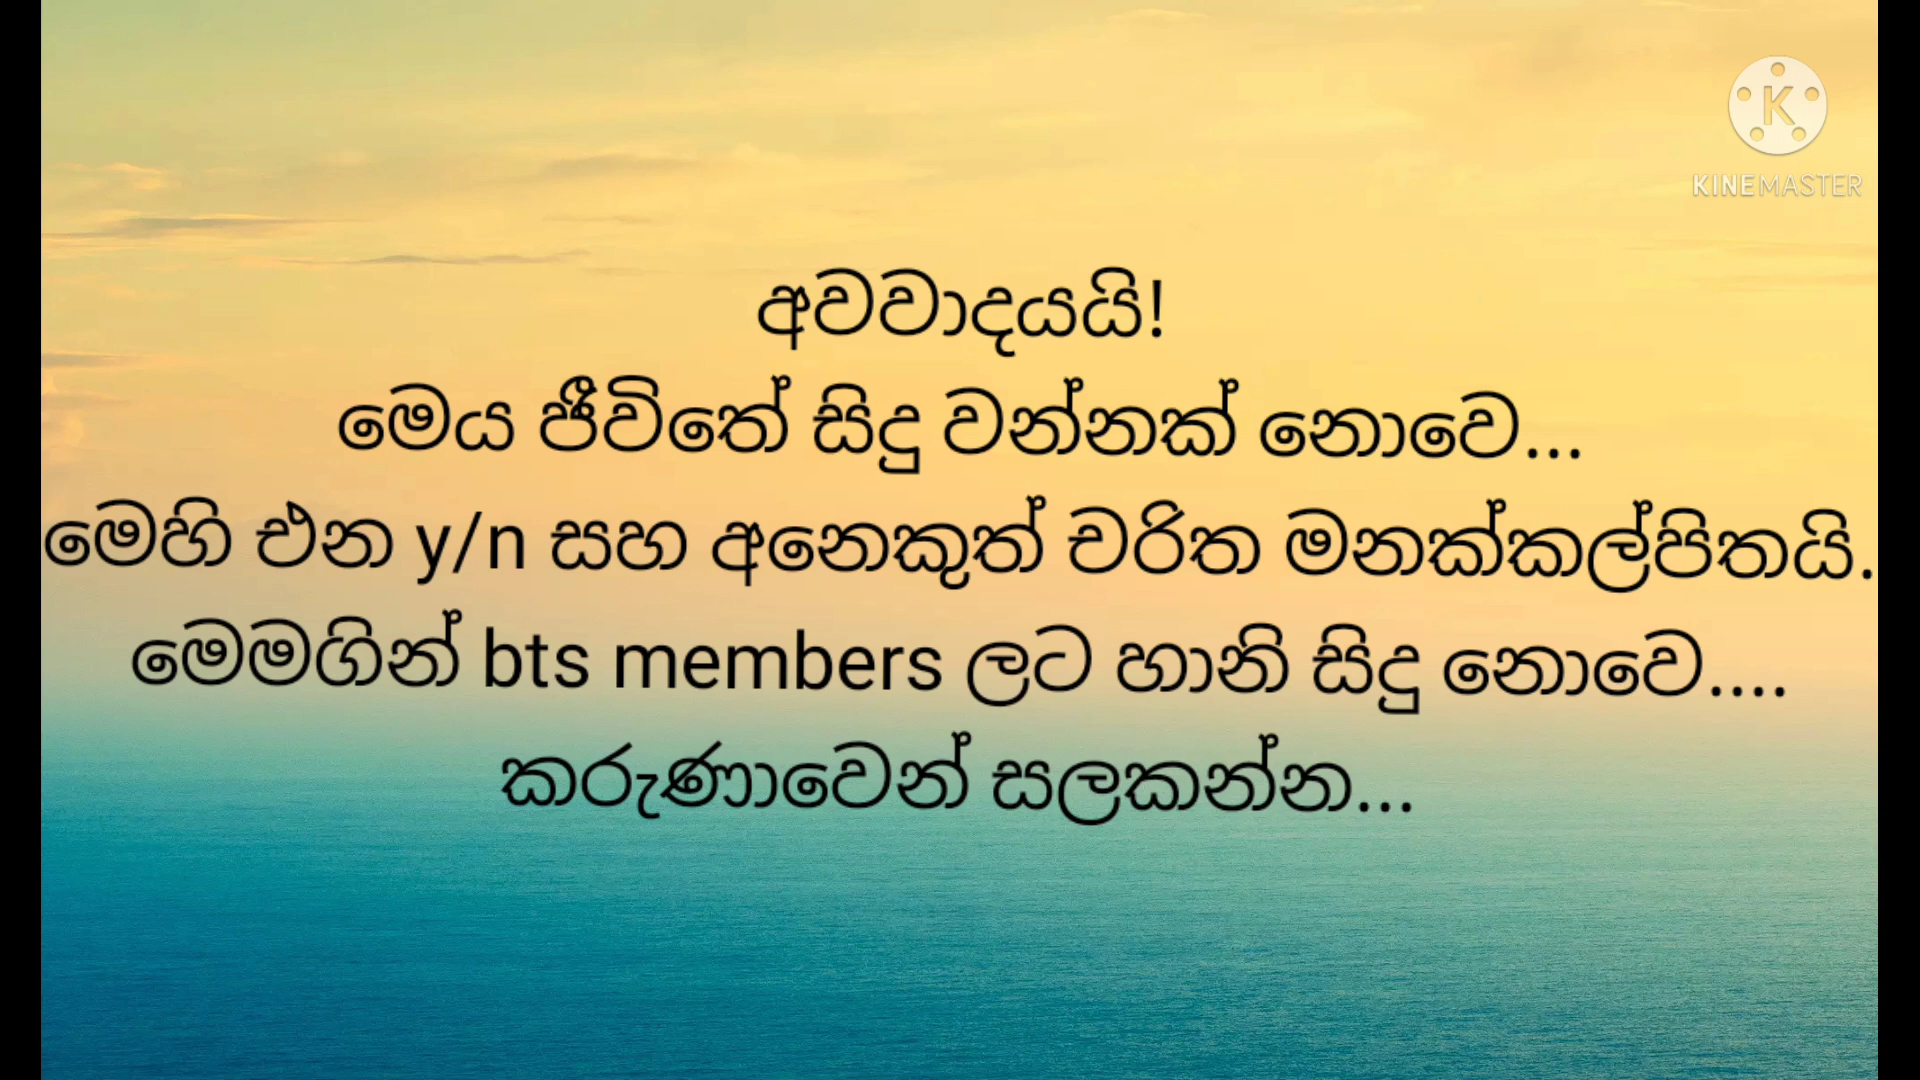 KINEMASTER
අවවාදයයි!
මෙය ජීවිතේ සිදු වන්නක් නොවෙ...
මෙහි එන y/n සහ අනෙකුත් චරිත මනක්කල්පිතයි.
මෙමගින් bts members ලට හානි සිදු නොවෙ....
කරුණාවෙන් සලකන්න...